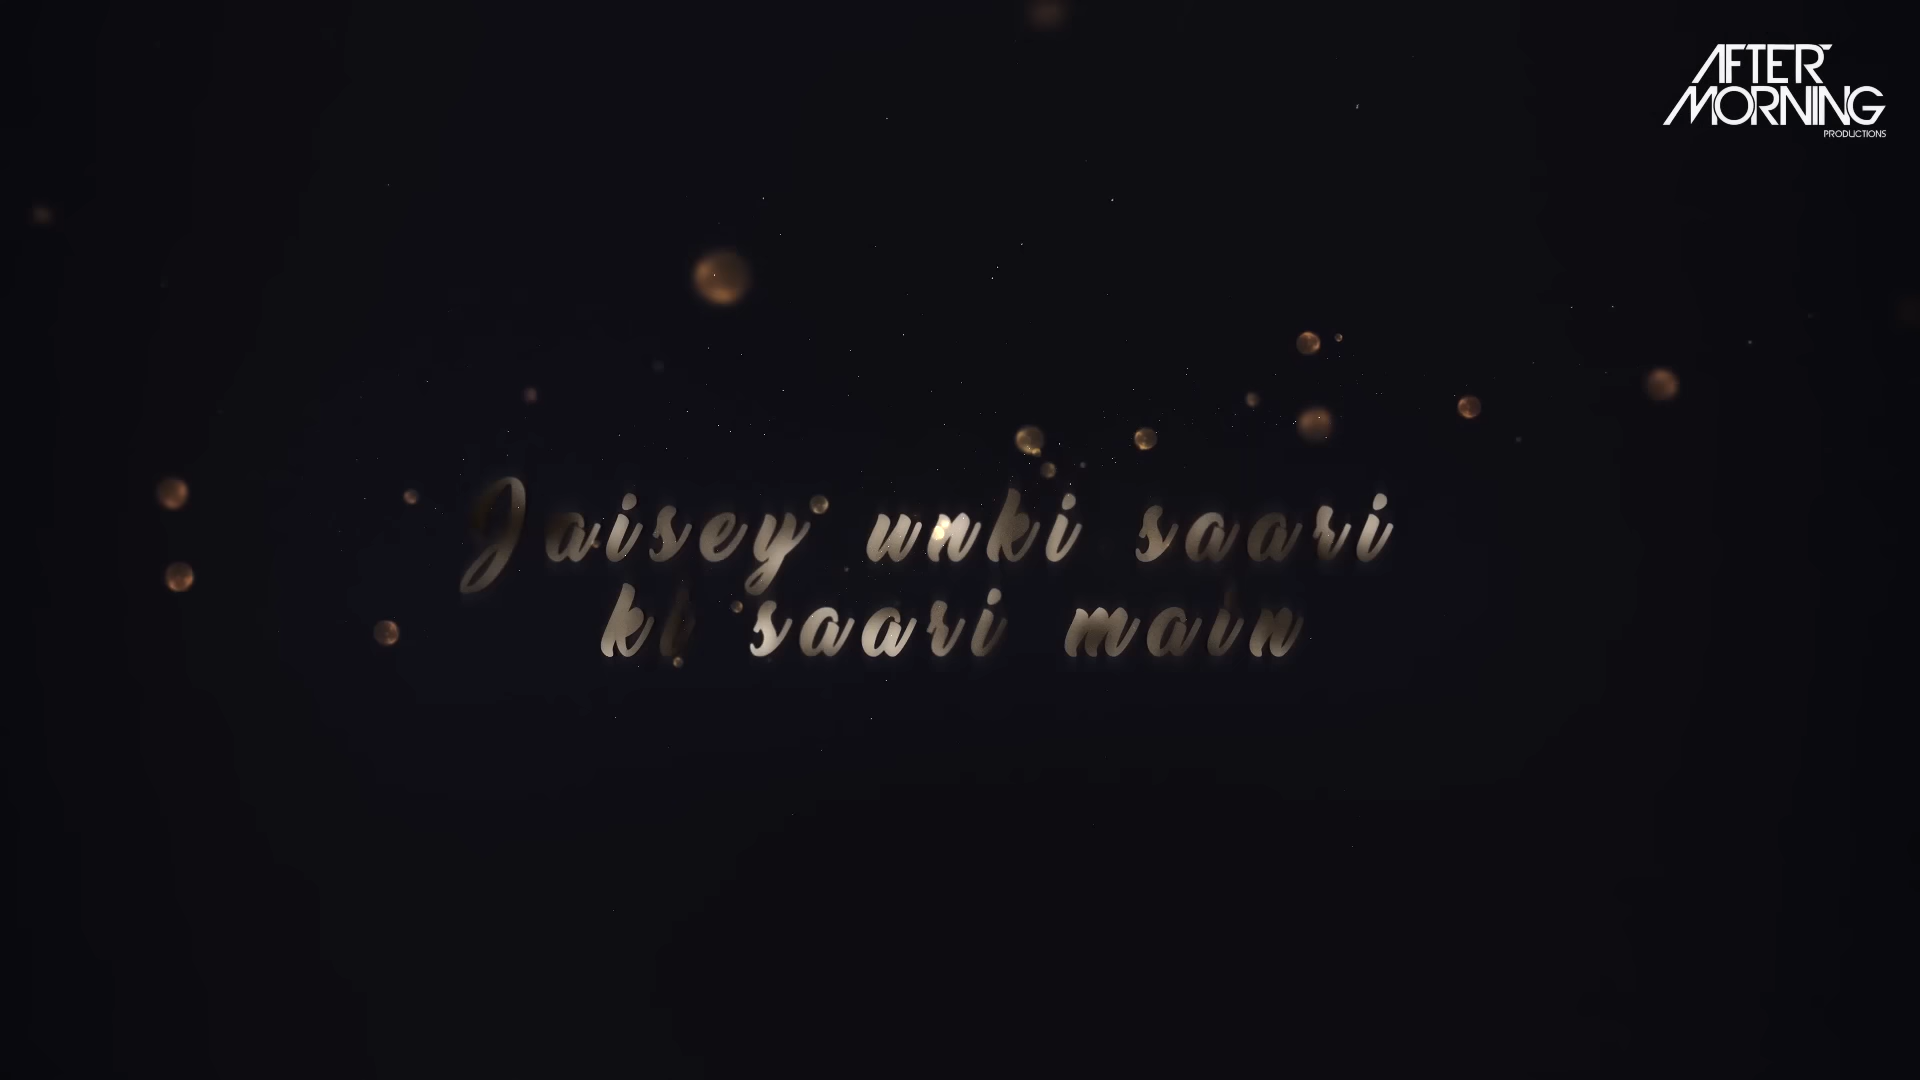 AFTER
MORNING
PRODUCTIONS
Jaisey unki saari
ki saari main